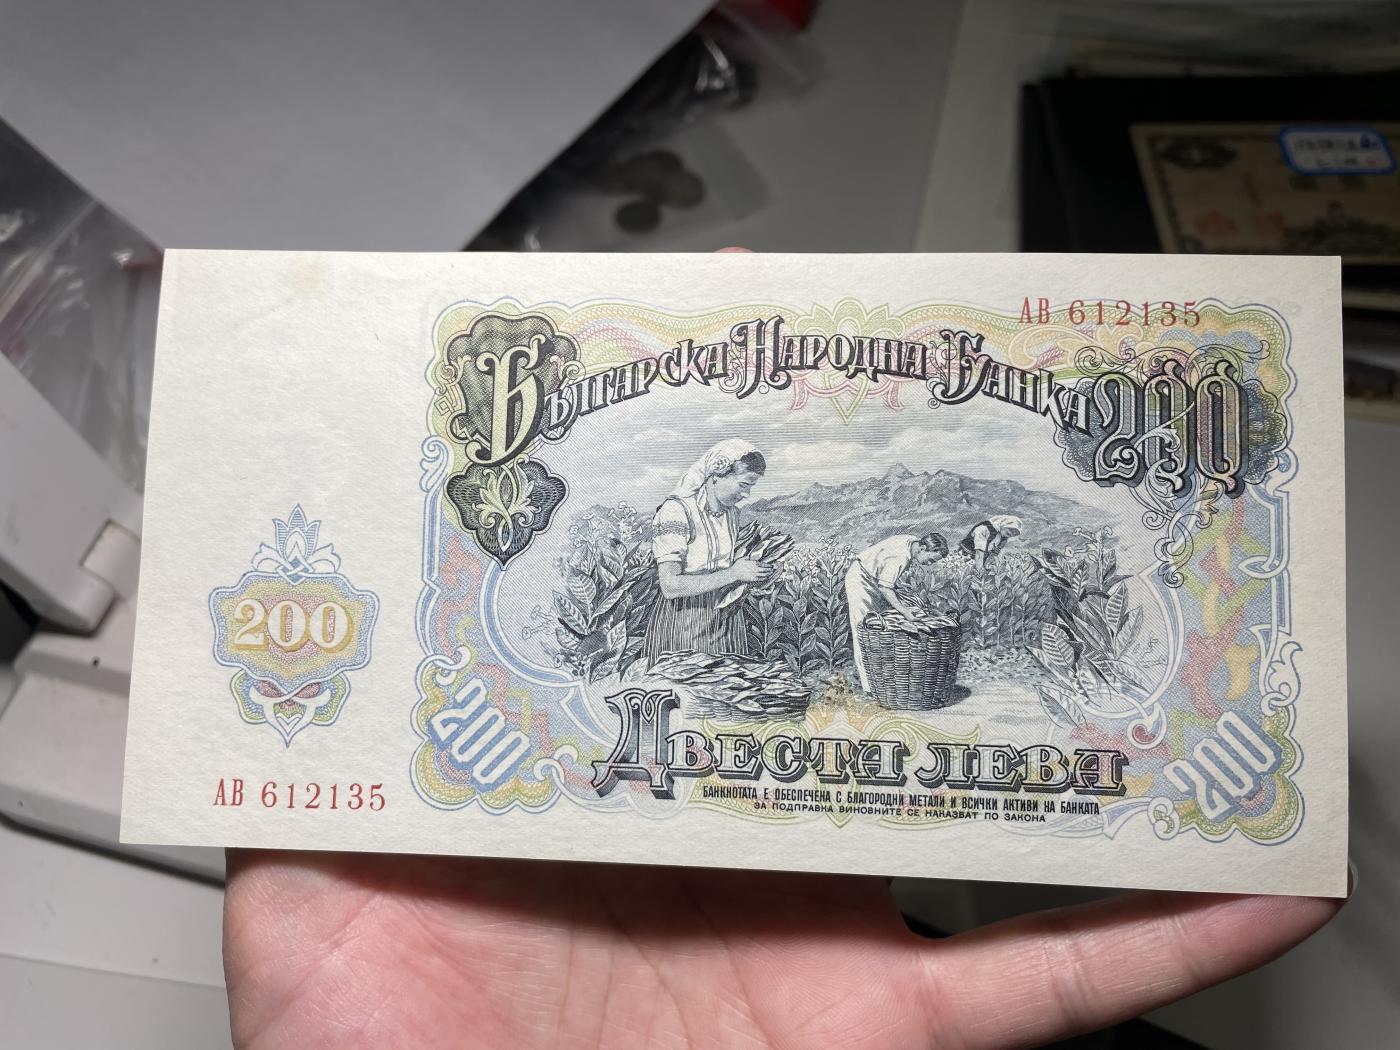 АВ 612135
Българска Народна Банка 200
200
Двеста лева
200
200
БАНКНОТАТА Е ОБЕСПЕЧЕНА С БЛАГОРОДНИ МЕТАЛИ И ВСИЧКИ АКТИВИ НА БАНКАТА
ЗА ПОДПРАВКА ВИНОВНИТЕ СЕ НАКАЗВАТ ПО ЗАКОНА
АВ 612135